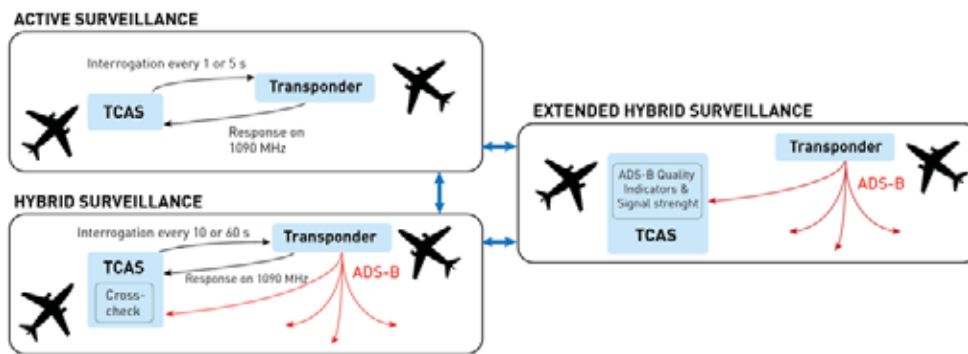 ACTIVE SURVEILLANCE
Interrogation every 1 or 5 s
Transponder
TCAS
Response on
1090 MHz
HYBRID SURVEILLANCE
Interrogation every 10 or 60 s
Transponder
TCAS
Response on 1090 MHz
ADS-B
Cross-
check
EXTENDED HYBRID SURVEILLANCE
Transponder
ADS-B Quality
Indicators &
Signal strenght
ADS-B
TCAS